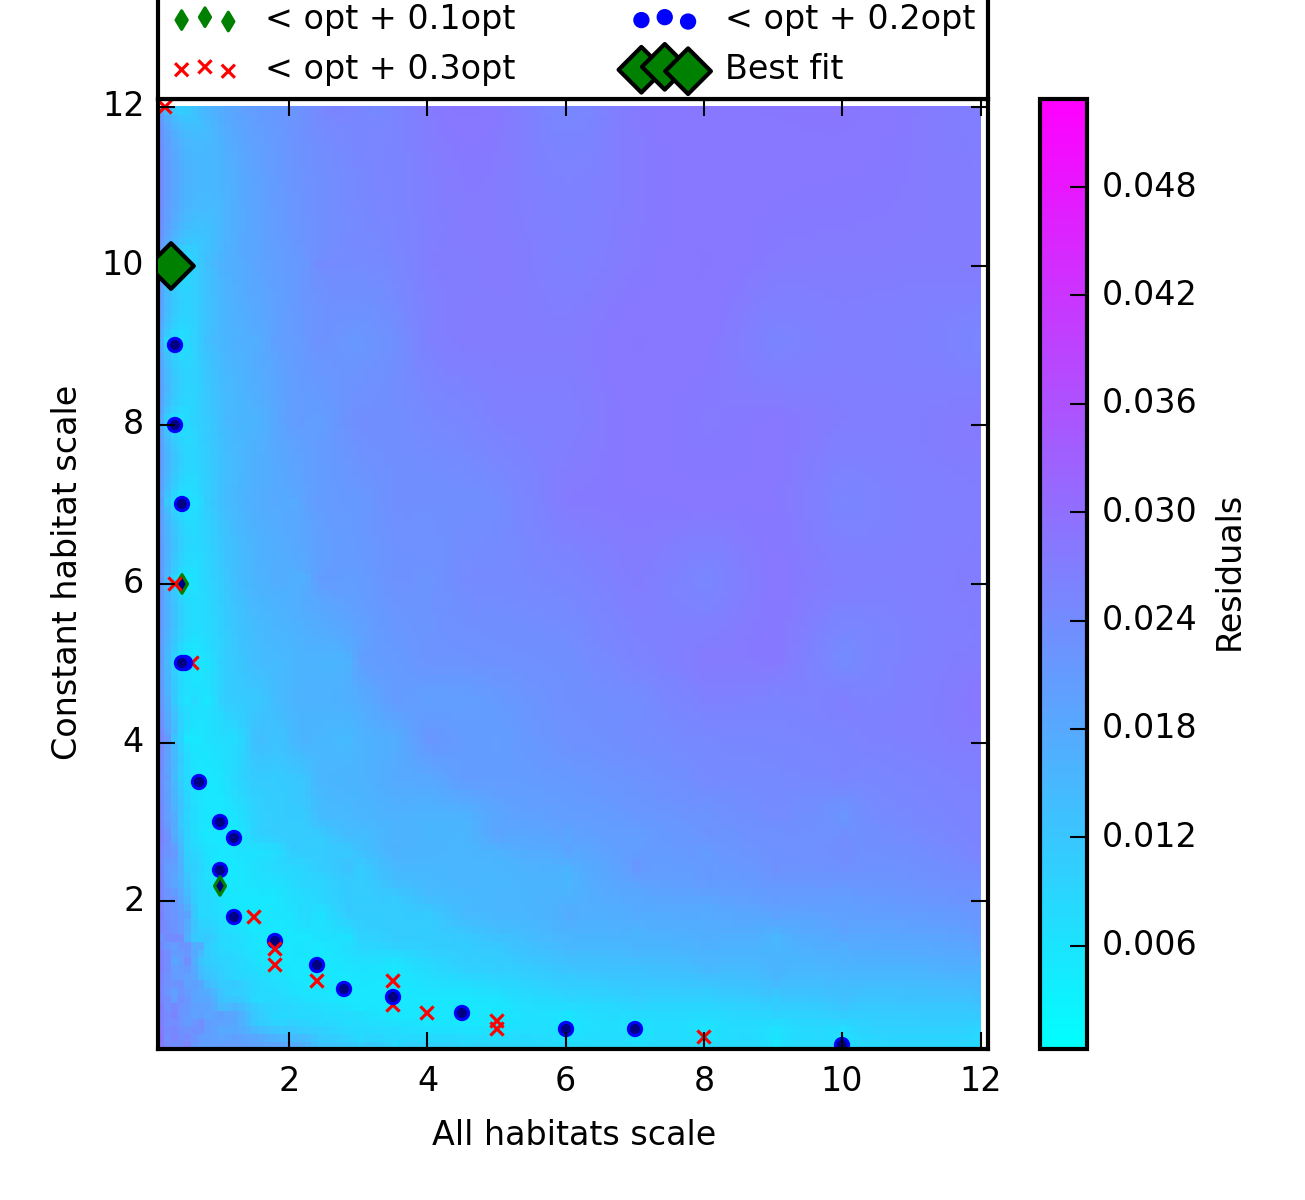 < opt + 0.1opt < opt + 0.2opt
< opt + 0.3opt Best fit
12
10
8
6
4
2
Constant habitat scale
2 4 6 8 10 12
All habitats scale
0.048
0.042
0.036
0.030
0.024
0.018
0.012
0.006
Residuals